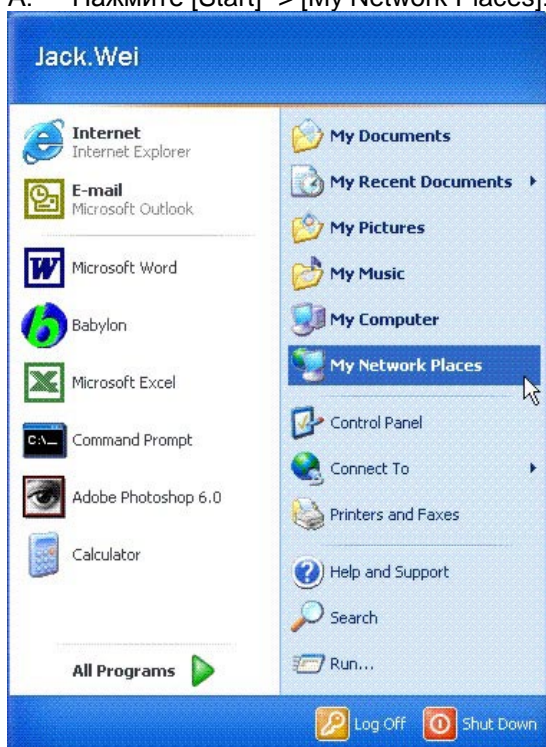 A. Нажмите [Start] -> [My Network Places].
Jack.Wei
Internet
Internet Explorer
E-mail
Microsoft Outlook
Microsoft Word
Babylon
Microsoft Excel
Command Prompt
Adobe Photoshop 6.0
Calculator
All Programs
My Documents
My Recent Documents
My Pictures
My Music
My Computer
My Network Places
Control Panel
Connect To
Printers and Faxes
Help and Support
Search
Run...
Log Off
Shut Down